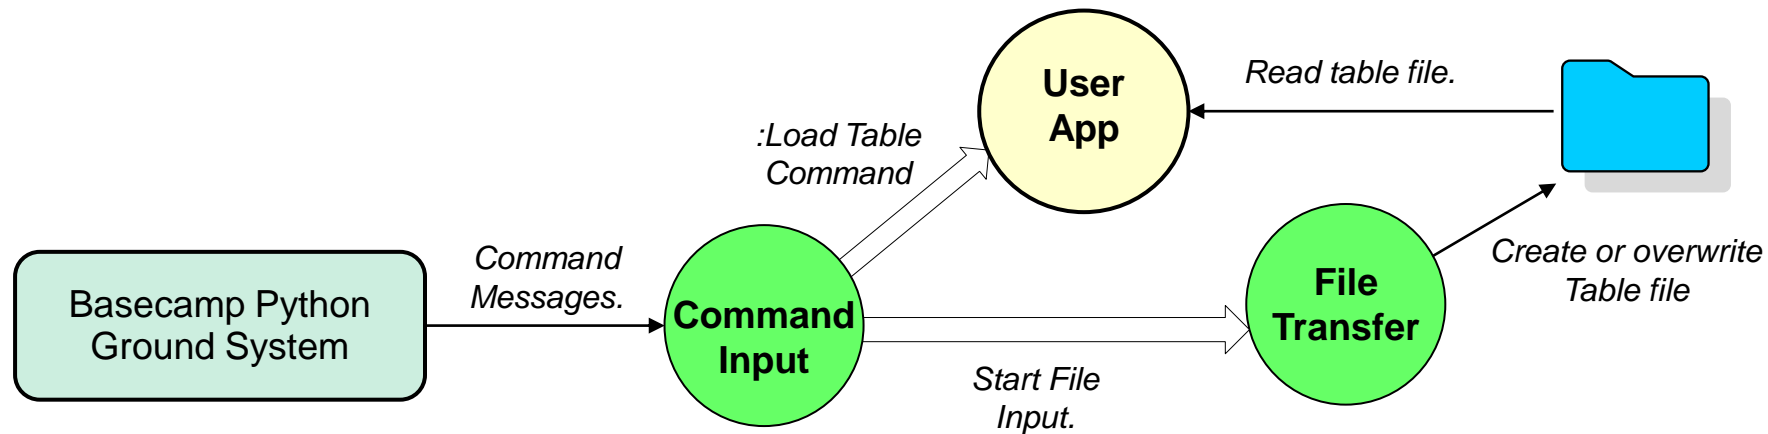 User
App
Read table file.
:Load Table
Command
Basecamp Python
Ground System
Command
Messages.
Command
Input
File
Transfer
Create or overwrite
Table file
Start File
Input.